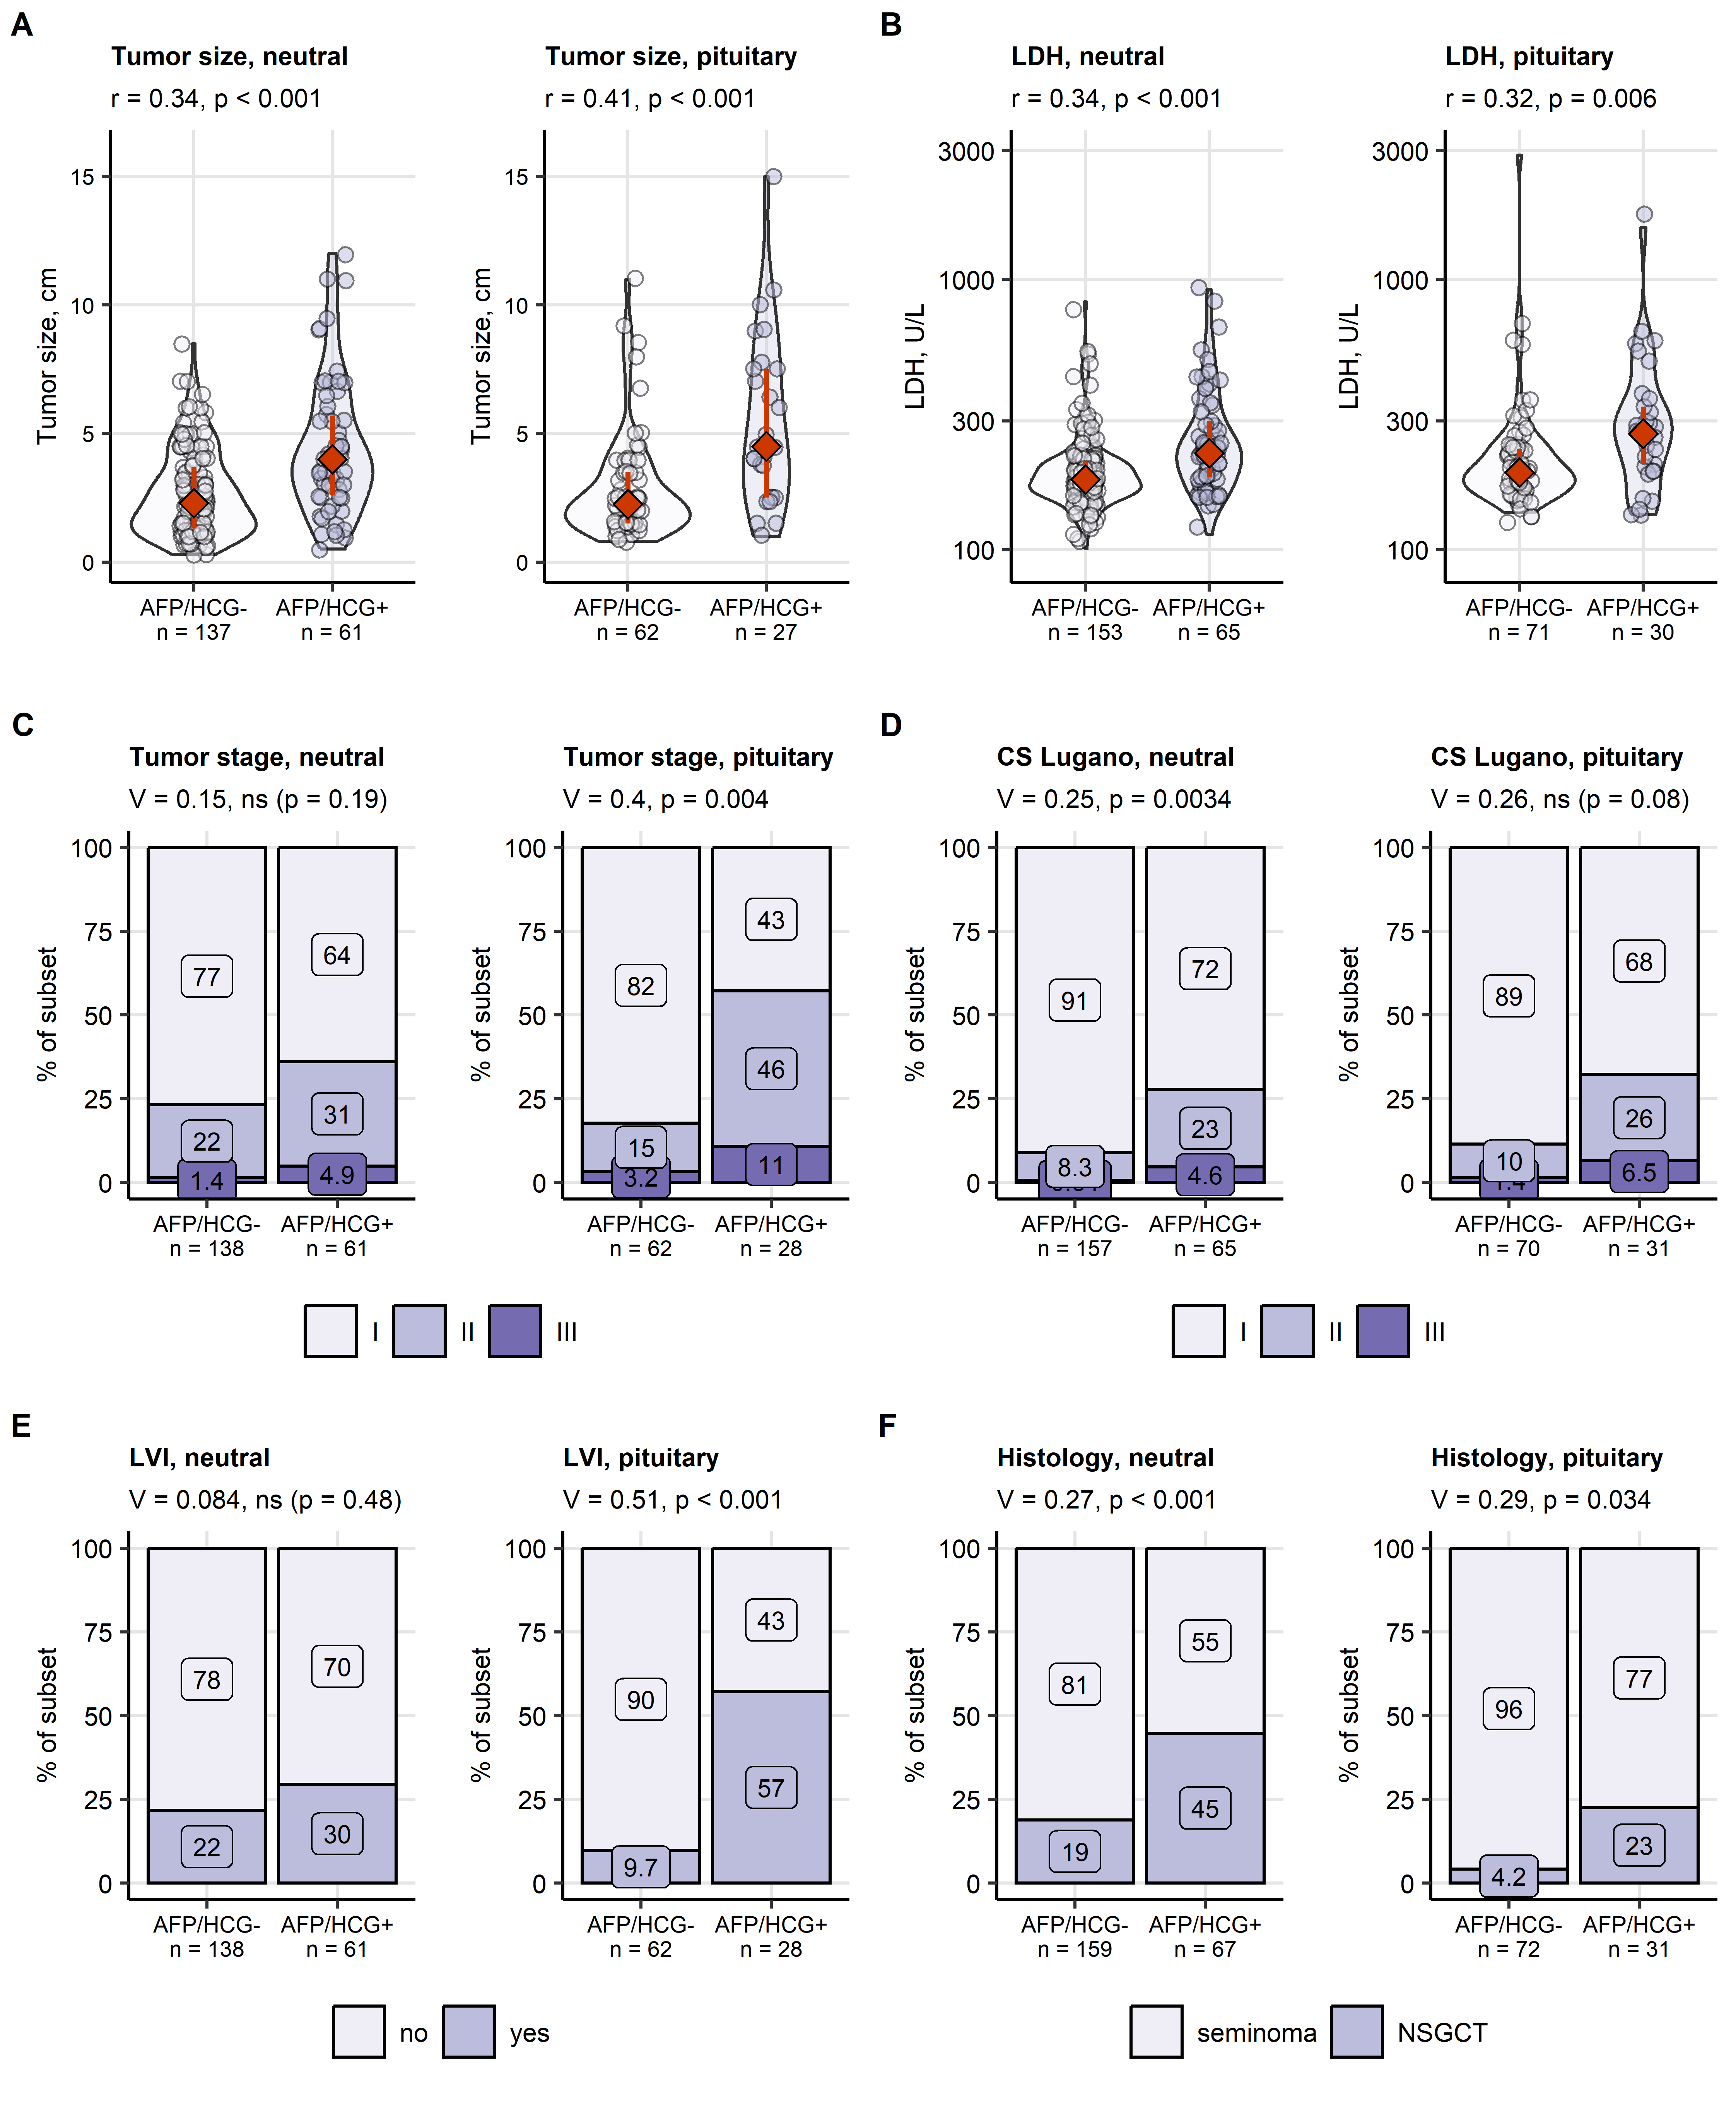 A
Tumor size, neutral
r = 0.34, p < 0.001
Tumor size, cm
15
10
5
0
AFP/HCG-
n = 137
AFP/HCG+
n = 61
Tumor size, pituitary
r = 0.41, p < 0.001
Tumor size, cm
15
10
5
0
AFP/HCG-
n = 62
AFP/HCG+
n = 27
B
LDH, neutral
r = 0.34, p < 0.001
LDH, U/L
3000
1000
300
100
AFP/HCG-
n = 153
AFP/HCG+
n = 65
LDH, pituitary
r = 0.32, p = 0.006
LDH, U/L
3000
1000
300
100
AFP/HCG-
n = 71
AFP/HCG+
n = 30
C
Tumor stage, neutral
V = 0.15, ns (p = 0.19)
% of subset
100
75
50
25
0
77
22
1.4
64
31
4.9
AFP/HCG-
n = 138
AFP/HCG+
n = 61
Tumor stage, pituitary
V = 0.4, p = 0.004
% of subset
100
75
50
25
0
82
15
3.2
43
46
11
AFP/HCG-
n = 62
AFP/HCG+
n = 28
I
II
III
D
CS Lugano, neutral
V = 0.25, p = 0.0034
% of subset
100
75
50
25
0
91
8.3
72
23
4.6
AFP/HCG-
n = 157
AFP/HCG+
n = 65
CS Lugano, pituitary
V = 0.26, ns (p = 0.08)
% of subset
100
75
50
25
0
89
10
1.4
68
26
6.5
AFP/HCG-
n = 70
AFP/HCG+
n = 31
I
II
III
E
LVI, neutral
V = 0.084, ns (p = 0.48)
% of subset
100
75
50
25
0
78
22
70
30
AFP/HCG-
n = 138
AFP/HCG+
n = 61
LVI, pituitary
V = 0.51, p < 0.001
% of subset
100
75
50
25
0
90
9.7
43
57
AFP/HCG-
n = 62
AFP/HCG+
n = 28
no
yes
F
Histology, neutral
V = 0.27, p < 0.001
% of subset
100
75
50
25
0
81
19
55
45
AFP/HCG-
n = 159
AFP/HCG+
n = 67
Histology, pituitary
V = 0.29, p = 0.034
% of subset
100
75
50
25
0
96
4.2
77
23
AFP/HCG-
n = 72
AFP/HCG+
n = 31
seminoma
NSGCT